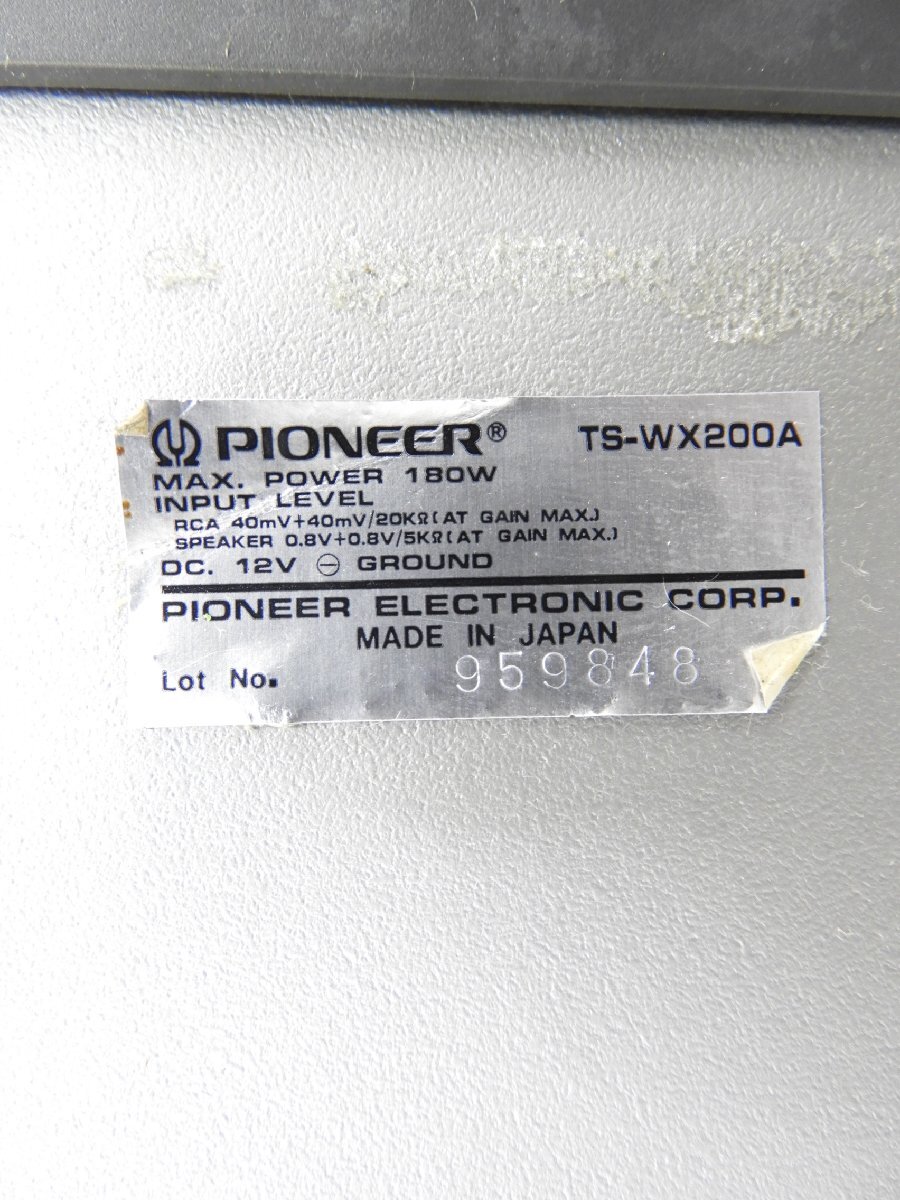 PIONEER® TS-WX200A
MAX. POWER 180W
INPUT LEVEL
RCA 40mV+40mV/20KΩ(AT GAIN MAX.)
SPEAKER 0.8V+0.8V/5KΩ(AT GAIN MAX.)
DC. 12V ⊖ GROUND
PIONEER ELECTRONIC CORP.
MADE IN JAPAN
Lot No. 959848